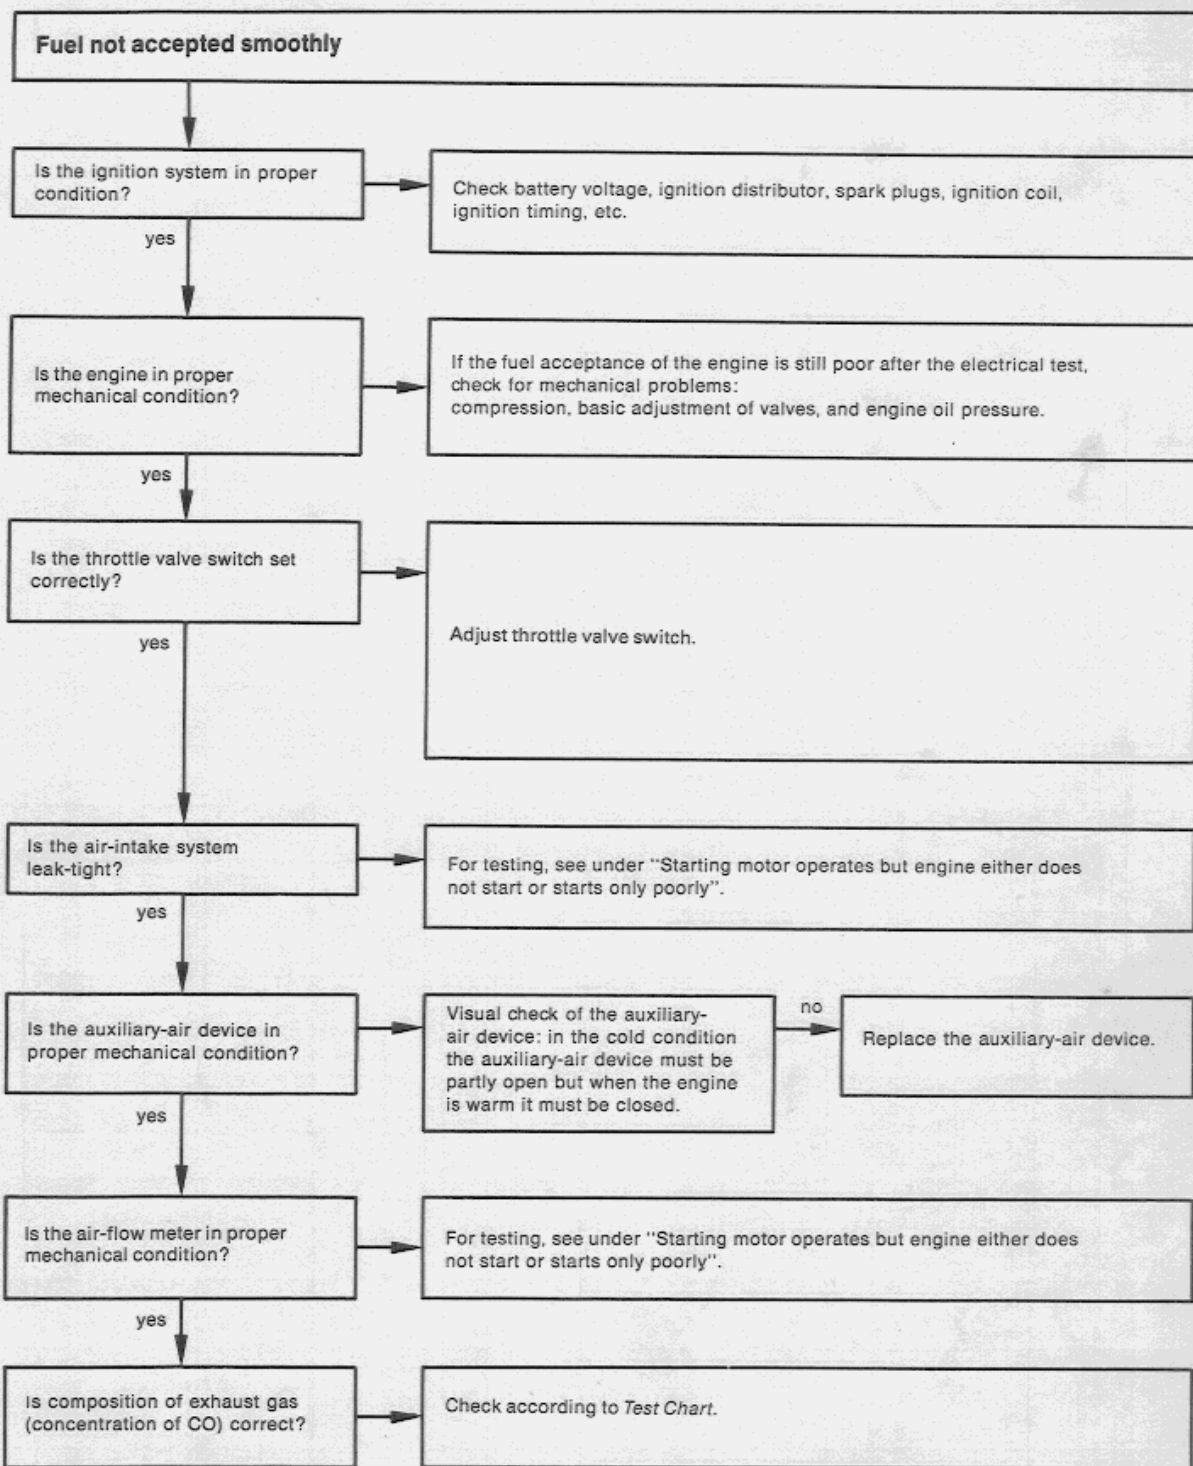 Fuel not accepted smoothly
Is the ignition system in proper
condition?
Check battery voltage, ignition distributor, spark plugs, ignition coil,
ignition timing, etc.
yes
Is the engine in proper
mechanical condition?
If the fuel acceptance of the engine is still poor after the electrical test,
check for mechanical problems:
compression, basic adjustment of valves, and engine oil pressure.
yes
Is the throttle valve switch set
correctly?
Adjust throttle valve switch.
yes
Is the air-intake system
leak-tight?
For testing, see under "Starting motor operates but engine either does
not start or starts only poorly".
yes
Is the auxiliary-air device in
proper mechanical condition?
Visual check of the auxiliary-
air device: in the cold condition
the auxiliary-air device must be
partly open but when the engine
is warm it must be closed.
no
Replace the auxiliary-air device.
yes
Is the air-flow meter in proper
mechanical condition?
For testing, see under "Starting motor operates but engine either does
not start or starts only poorly".
yes
Is composition of exhaust gas
(concentration of CO) correct?
Check according to Test Chart.